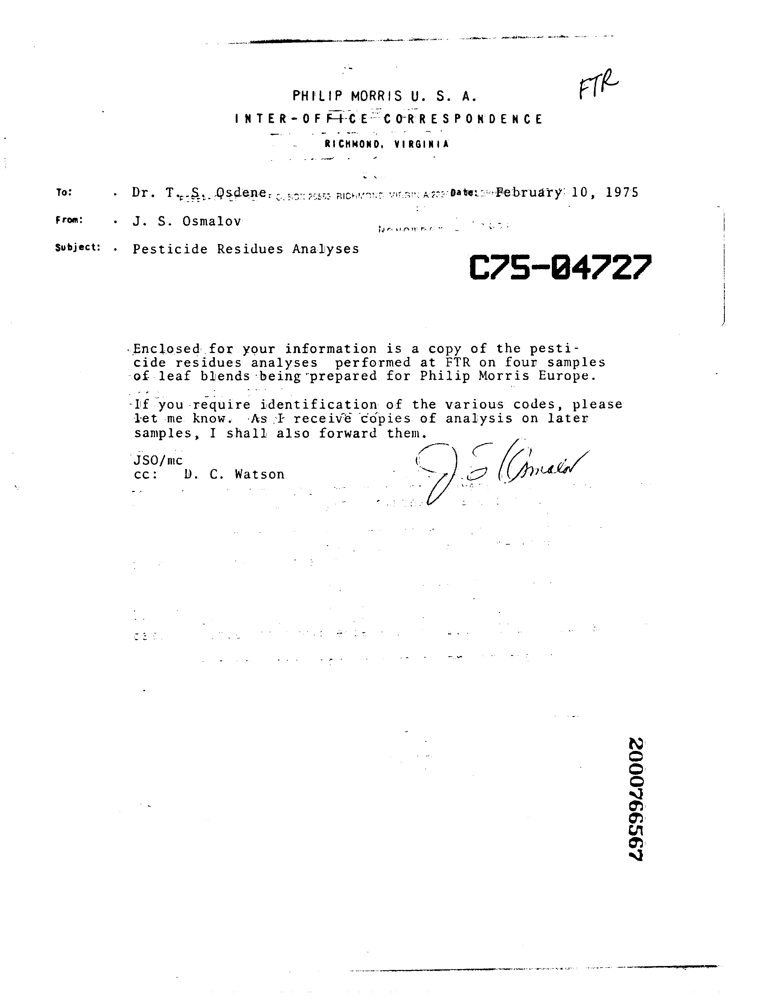 FTR
PHILIP MORRIS U. S. A.
INTER-OFFICE CORRESPONDENCE
RICHMOND, VIRGINIA
To: Dr. T. S. Osdene Date: February 10, 1975
From: J. S. Osmalov
Subject: Pesticide Residues Analyses
C75-04727
Enclosed for your information is a copy of the pesti-
cide residues analyses performed at FTR on four samples
of leaf blends being prepared for Philip Morris Europe.
If you require identification of the various codes, please
let me know. As I receive copies of analysis on later
samples, I shall also forward them.
JSO/mc
cc: D. C. Watson
J S Osmalov
2000766567